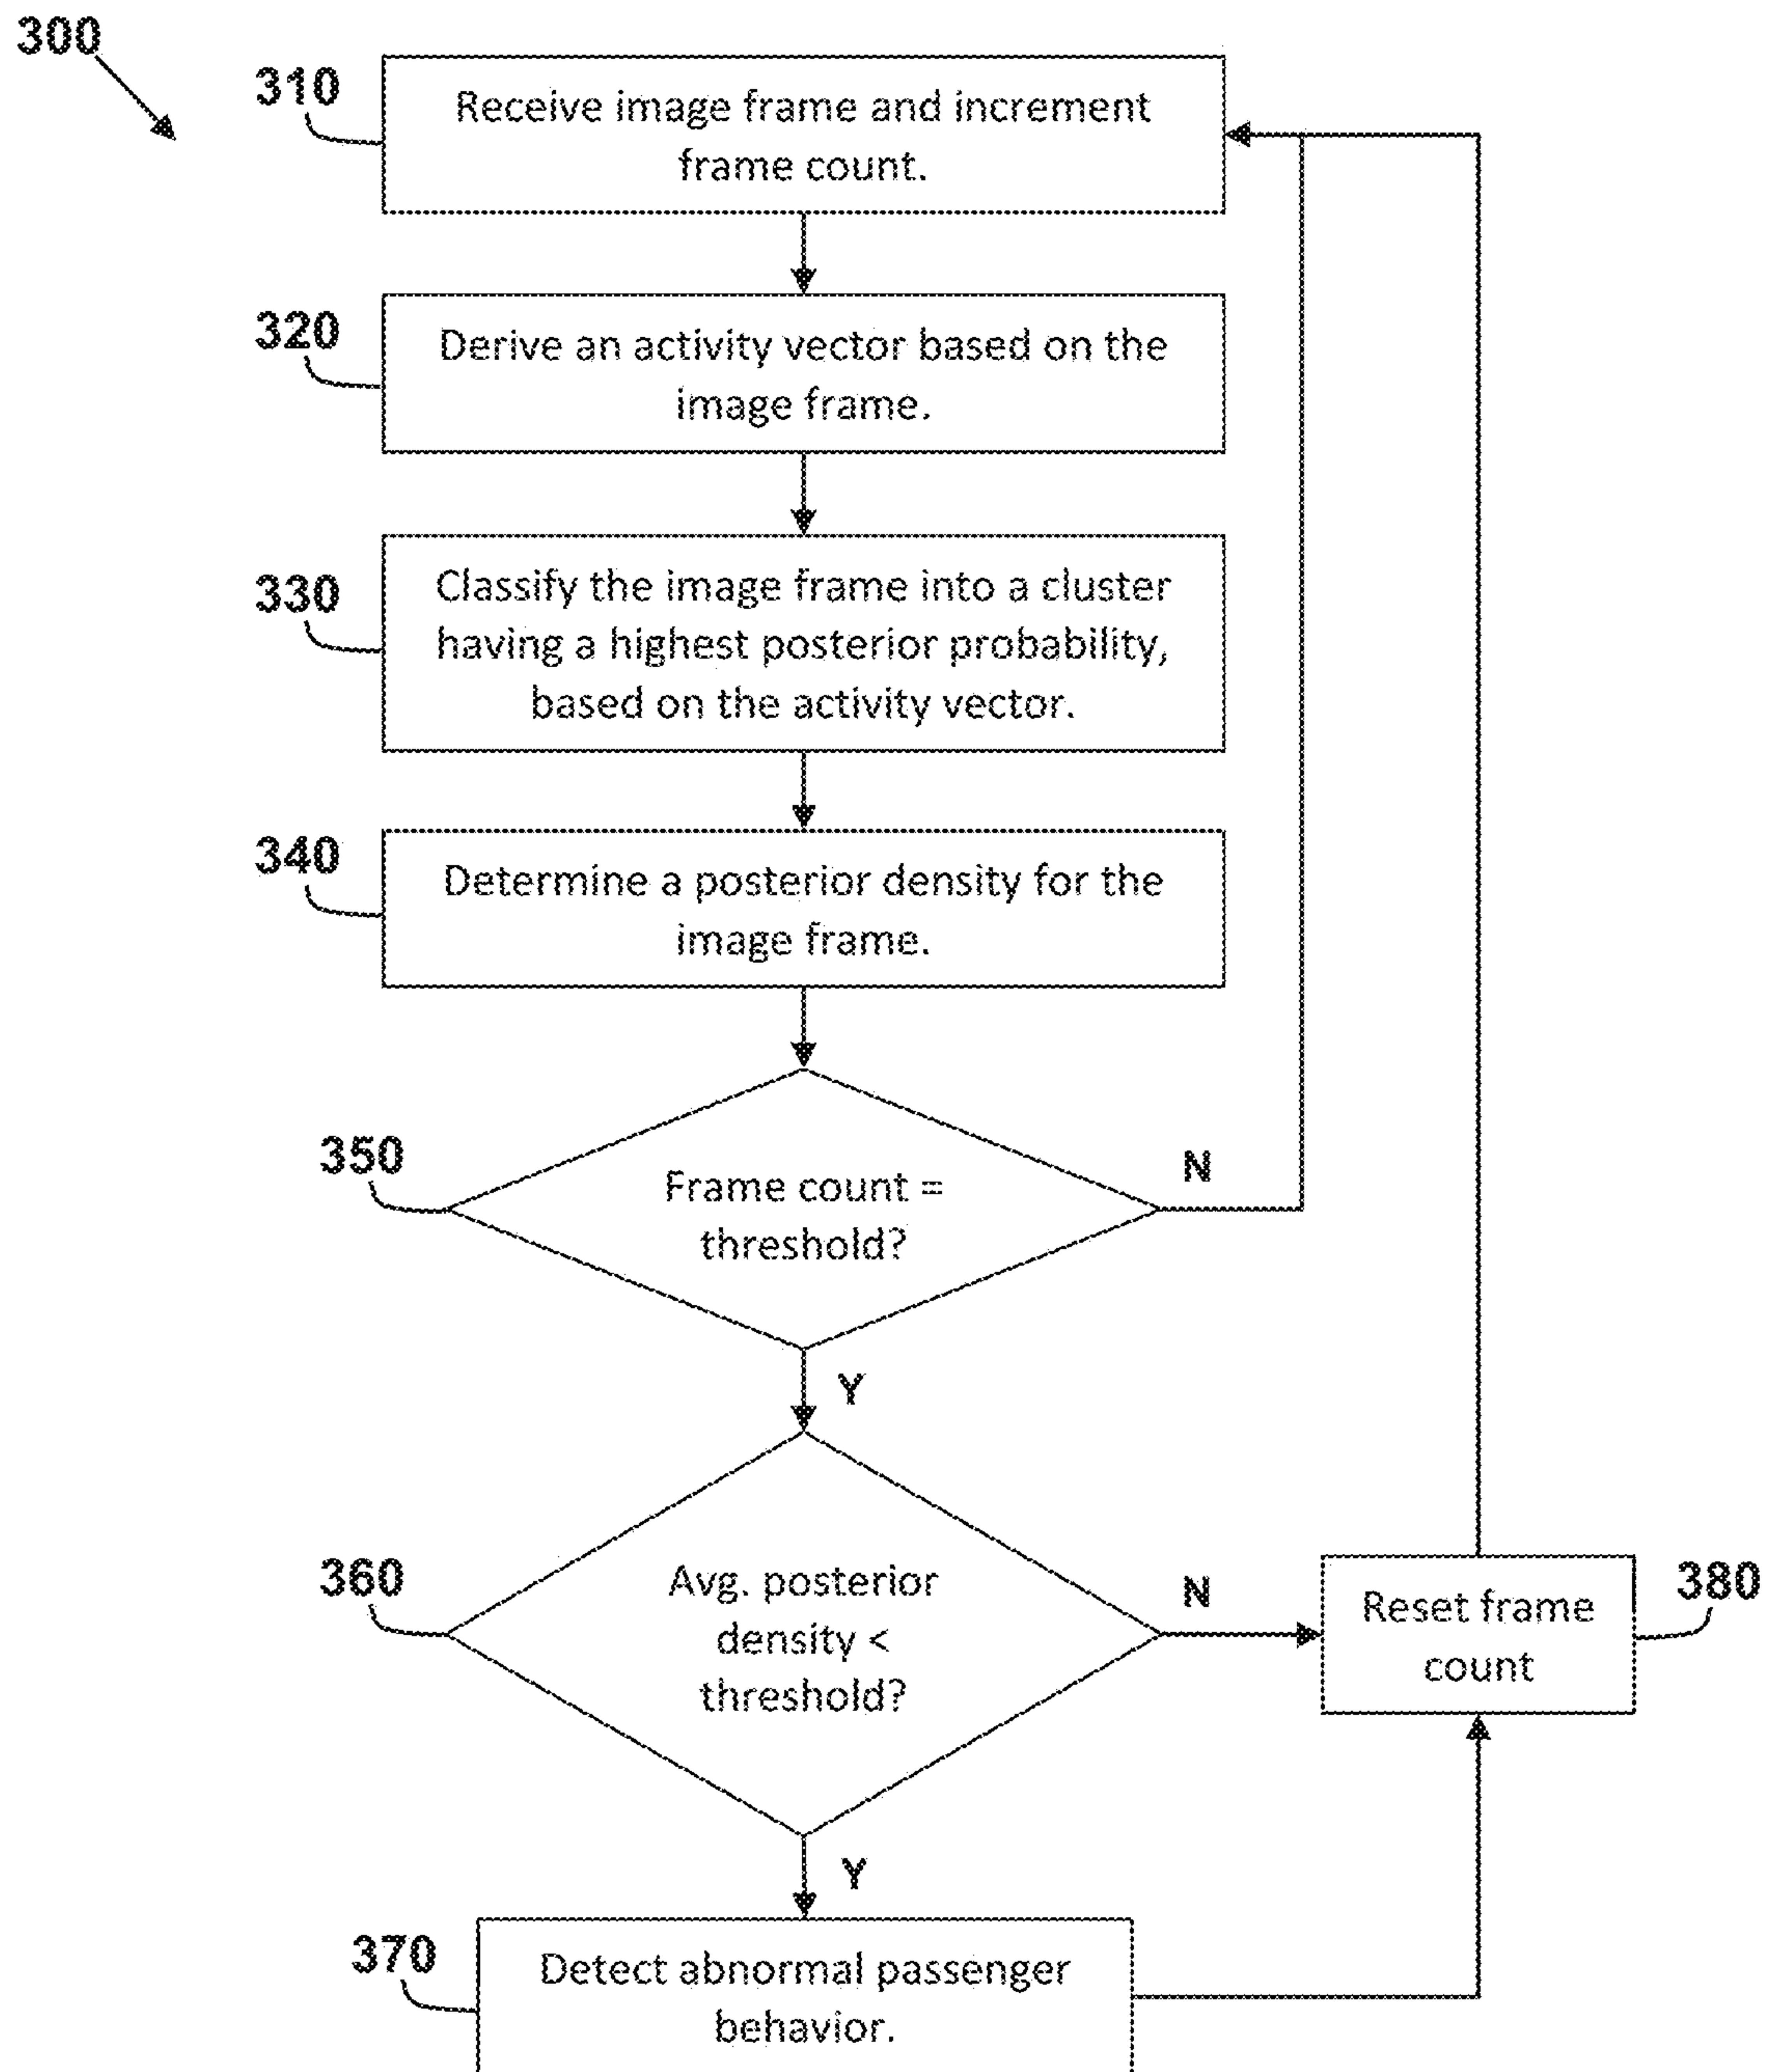 300
310
Receive image frame and increment
frame count.
320
Derive an activity vector based on the
image frame.
330
Classify the image frame into a cluster
having a highest posterior probability,
based on the activity vector.
340
Determine a posterior density for the
image frame.
350
Frame count =
threshold?
N
Y
360
Avg. posterior
density <
threshold?
N
Reset frame
count
380
Y
370
Detect abnormal passenger
behavior.